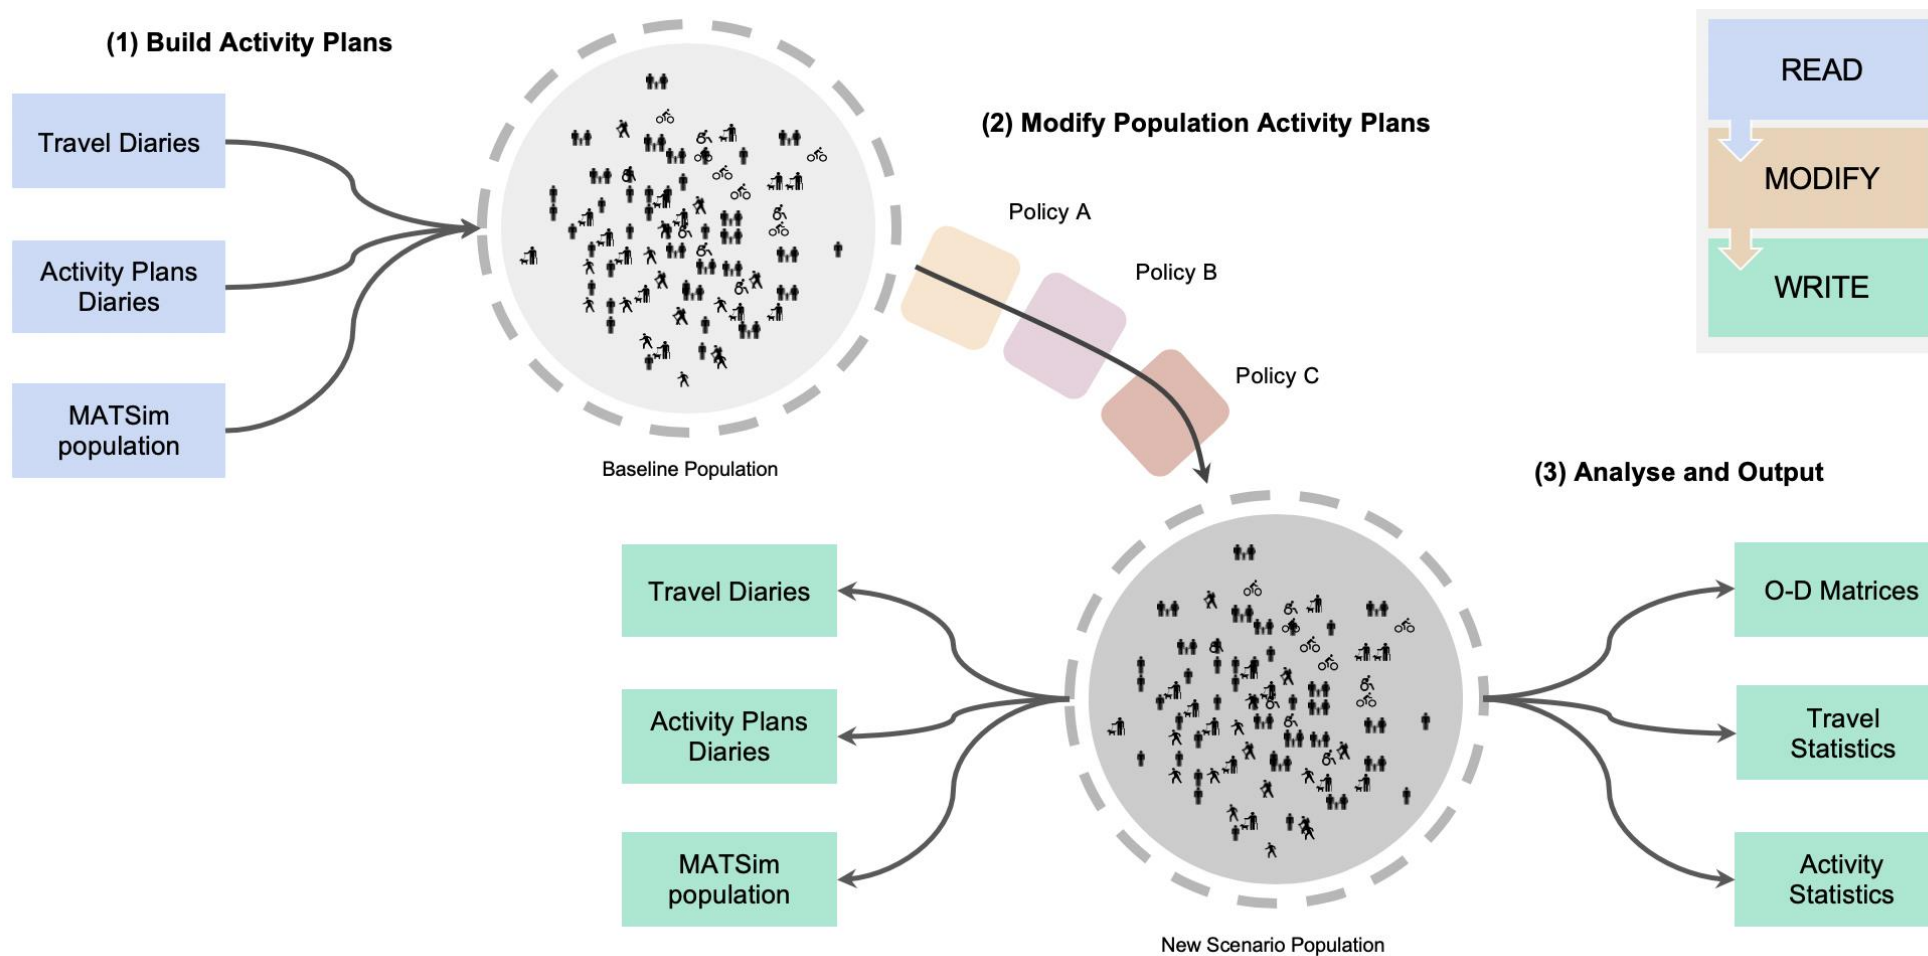 (1) Build Activity Plans
Travel Diaries
Activity Plans
Diaries
MATSim
population
Baseline Population
(2) Modify Population Activity Plans
Policy A
Policy B
Policy C
READ
MODIFY
WRITE
(3) Analyse and Output
Travel Diaries
Activity Plans
Diaries
MATSim
population
New Scenario Population
O-D Matrices
Travel
Statistics
Activity
Statistics